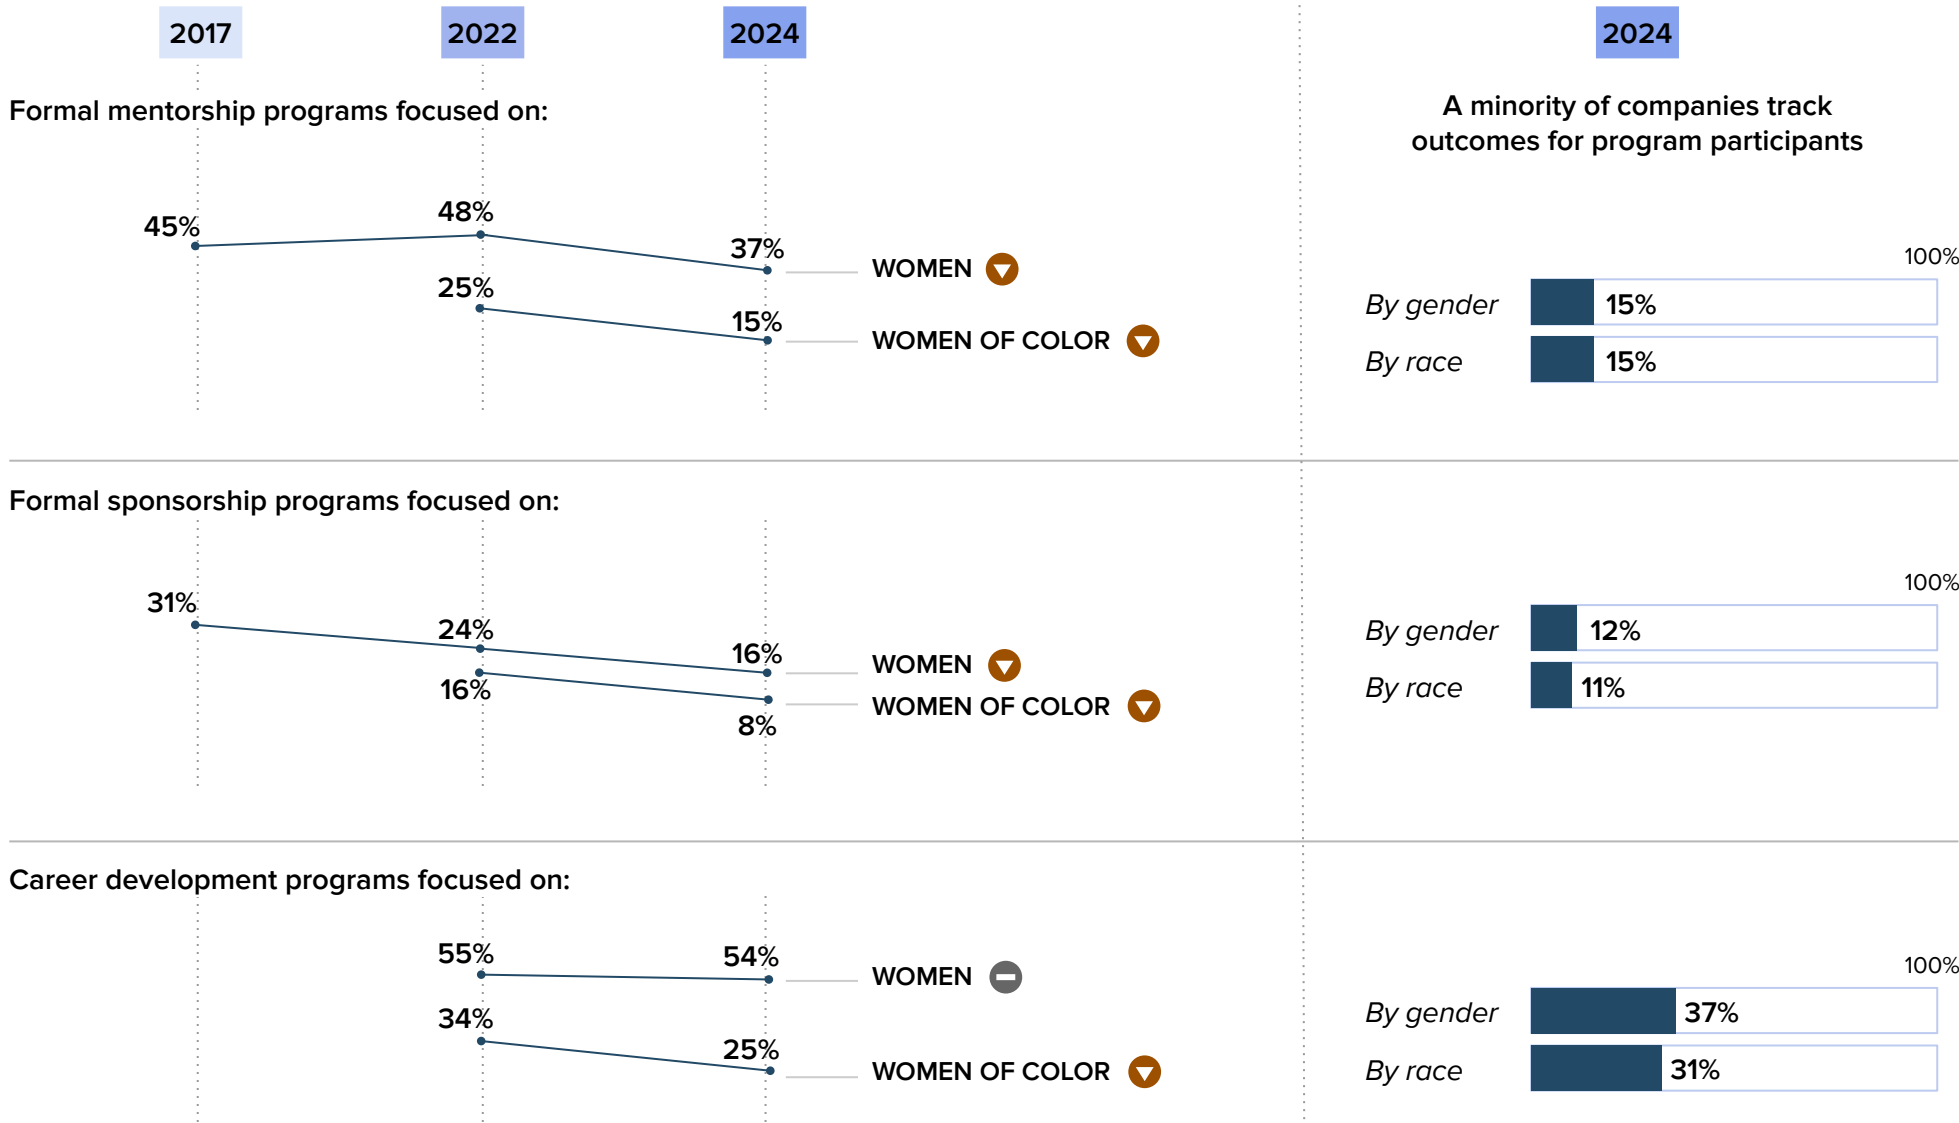 2017
2022
2024
2024
Formal mentorship programs focused on:
A minority of companies track
outcomes for program participants
45%
48%
37%
WOMEN
25%
15%
WOMEN OF COLOR
100%
By gender
15%
By race
15%
Formal sponsorship programs focused on:
31%
24%
16%
WOMEN
16%
8%
WOMEN OF COLOR
100%
By gender
12%
By race
11%
Career development programs focused on:
55%
54%
WOMEN
34%
25%
WOMEN OF COLOR
100%
By gender
37%
By race
31%